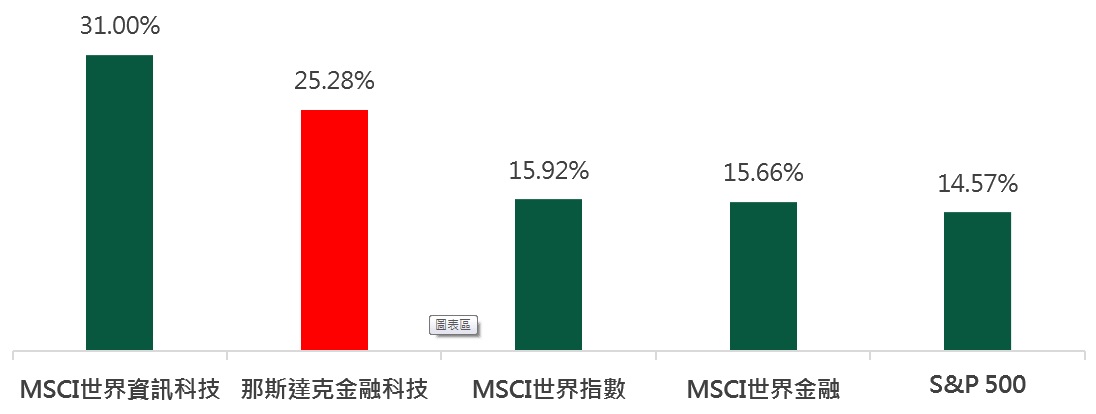 31.00%
25.28%
15.92%
15.66%
14.57%
圖表區
MSCI世界資訊科技
那斯達克金融科技
MSCI世界指數
MSCI世界金融
S&P 500